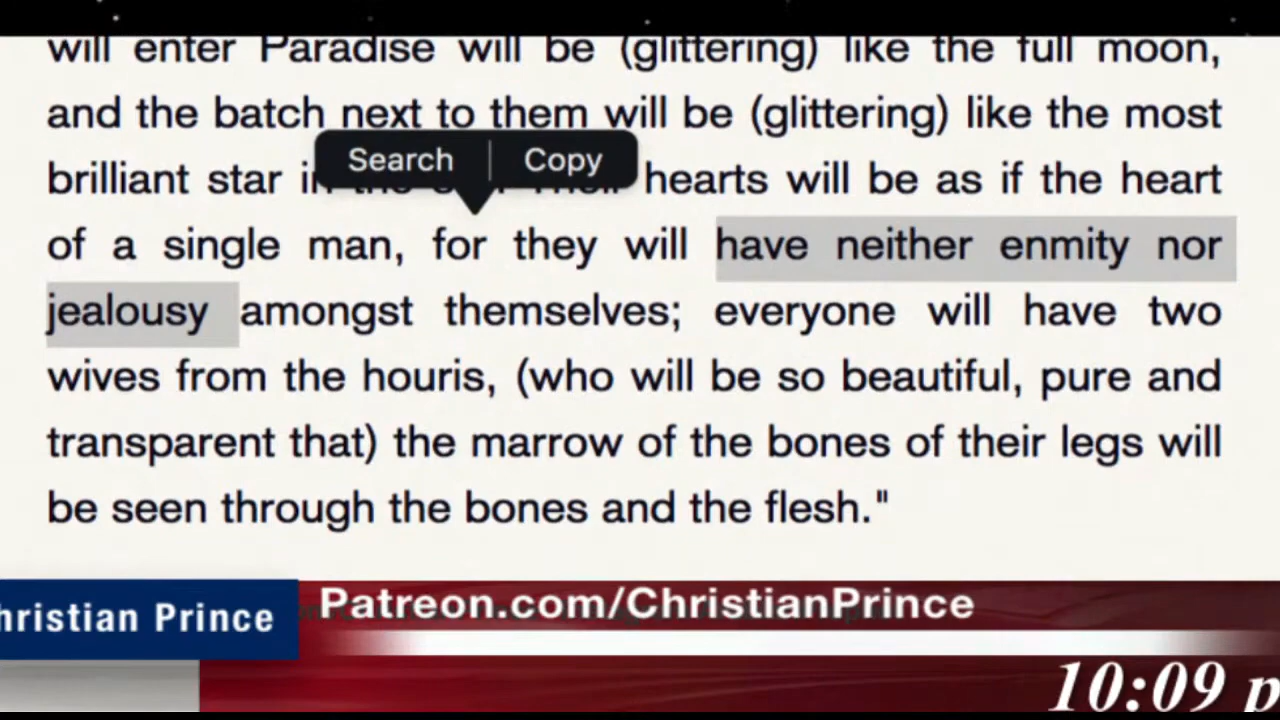 will enter Paradise will be (glittering) like the full moon,
and the batch next to them will be (glittering) like the most
Search Copy
brilliant star in the hearts will be as if the heart
of a single man, for they will have neither enmity nor
jealousy amongst themselves; everyone will have two
wives from the houris, (who will be so beautiful, pure and
transparent that) the marrow of the bones of their legs will
be seen through the bones and the flesh."
hristian Prince
Patreon.com/ChristianPrince
10:09 p